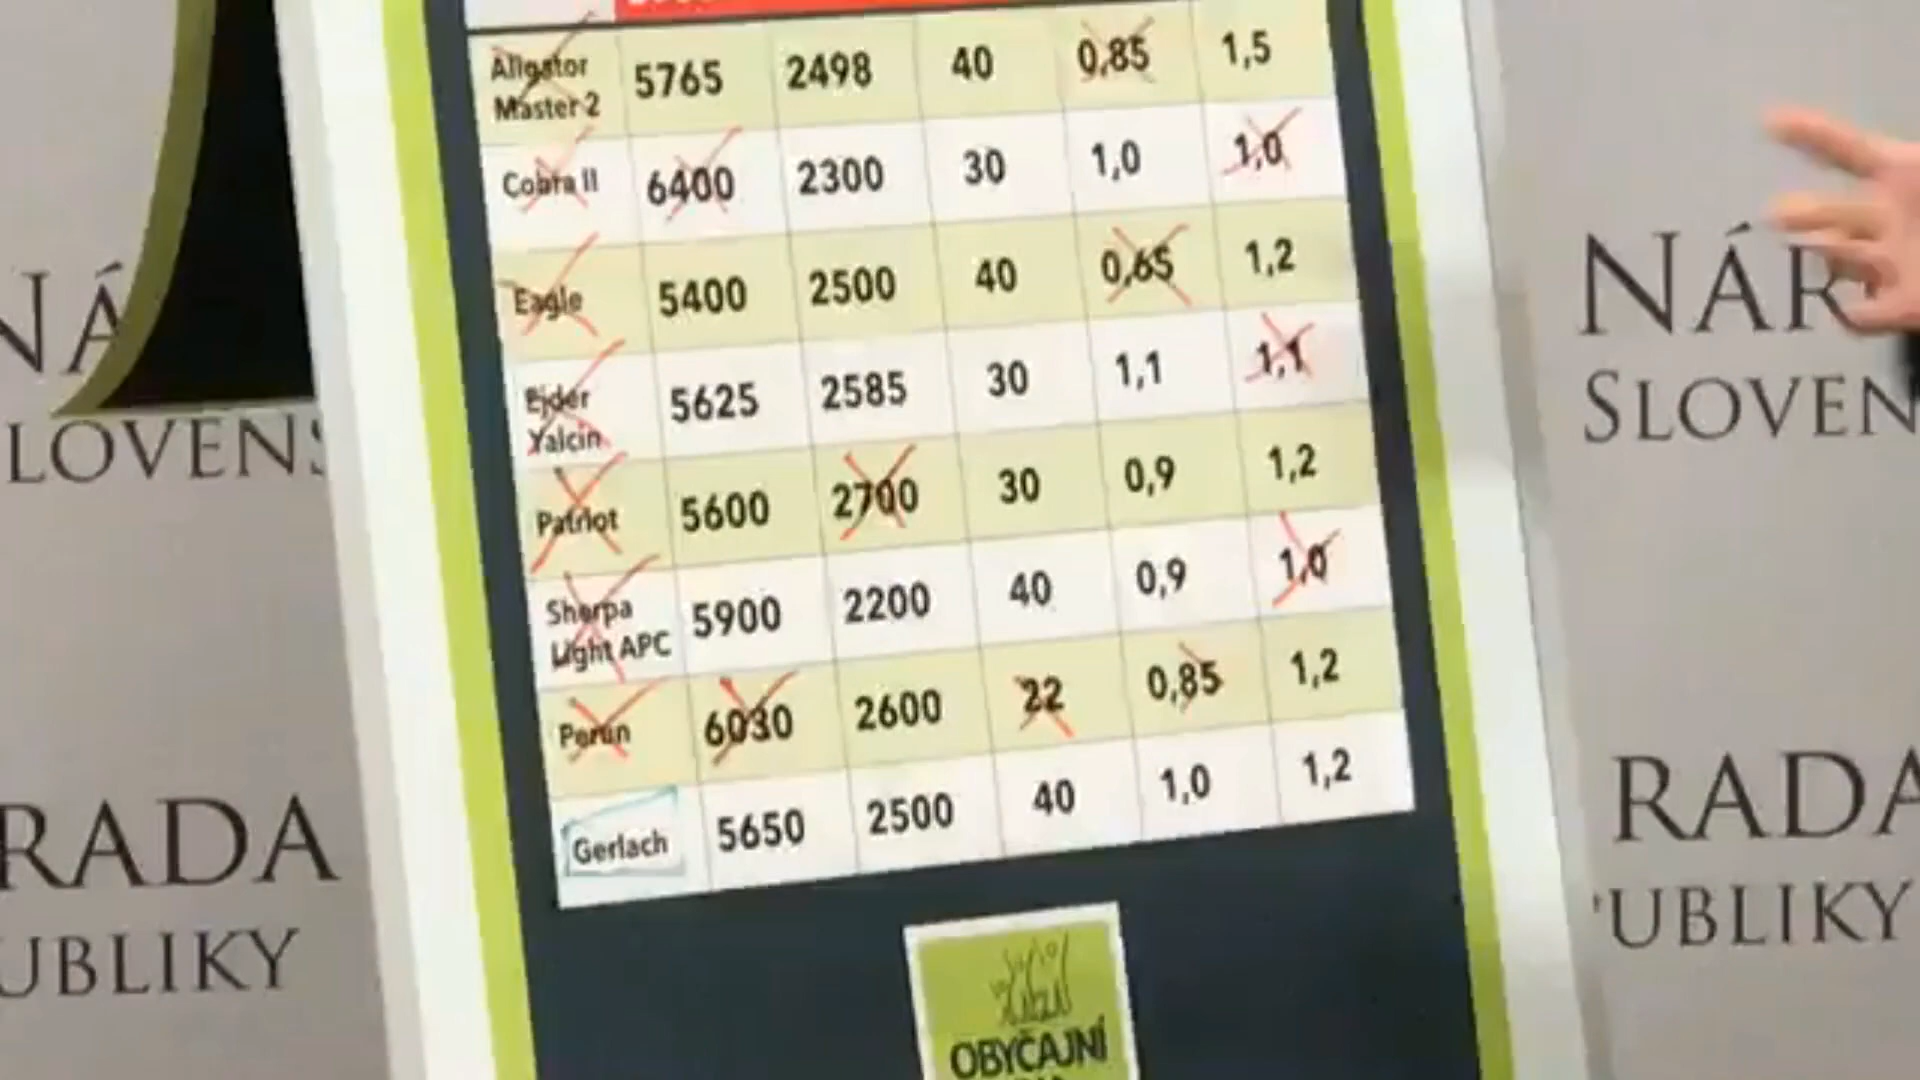 Aligator
Master 2
5765 2498 40 0,85 1,5
Cobra II 6400 2300 30 1,0 1,0
Eagle 5400 2500 40 0,65 1,2
Ejder
Yalcin
5625 2585 30 1,1 1,1
Patriot 5600 2700 30 0,9 1,2
Sherpa
Light APC
5900 2200 40 0,9 1,0
Perun 6030 2600 22 0,85 1,2
Gerlach 5650 2500 40 1,0 1,2
OBYČAJNÍ
NÁ
LOVENS
RADA
UBLIKY
NÁR
SLOVEN
RADA
UBLIKY